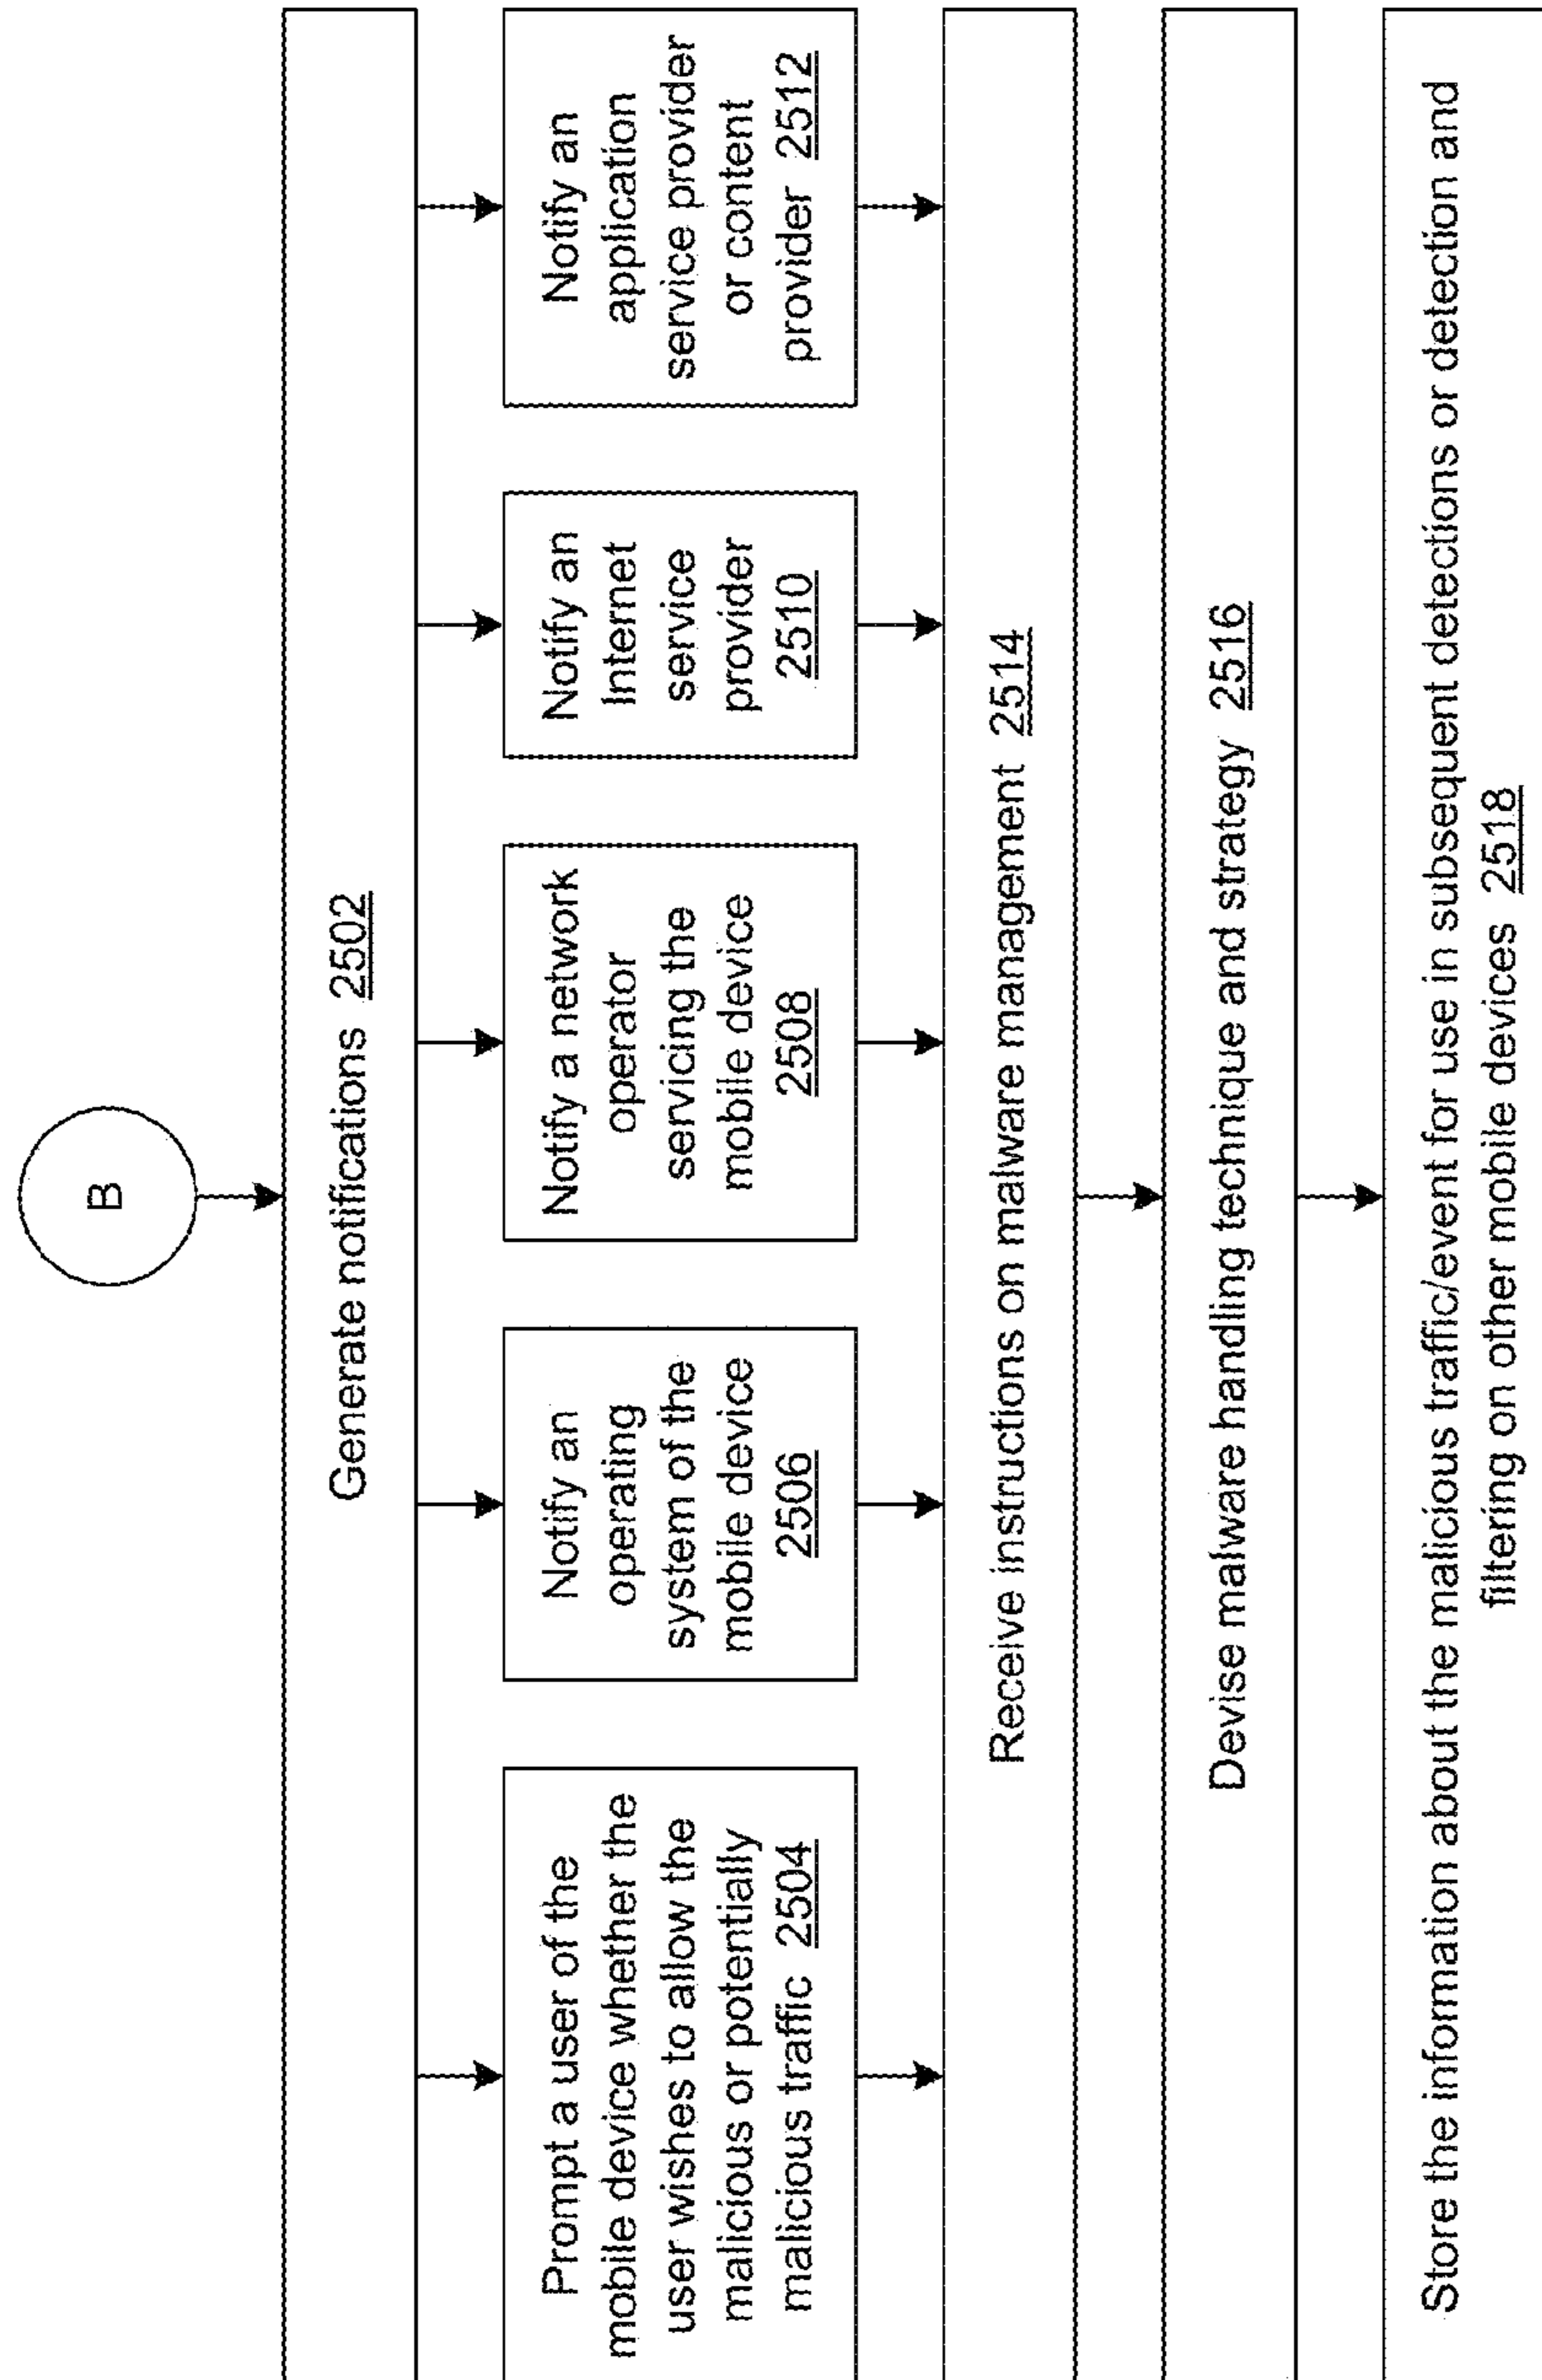 B
Generate notifications 2502
Prompt a user of the
mobile device whether the
user wishes to allow the
malicious or potentially
malicious traffic 2504
Notify an
operating
system of the
mobile device
2506
Notify a network
operator
servicing the
mobile device
2508
Notify an
Internet
service
provider
2510
Notify an
application
service provider
or content
provider 2512
Receive instructions on malware management 2514
Devise malware handling technique and strategy 2516
Store the information about the malicious traffic/event for use in subsequent detections or detection and
filtering on other mobile devices 2518